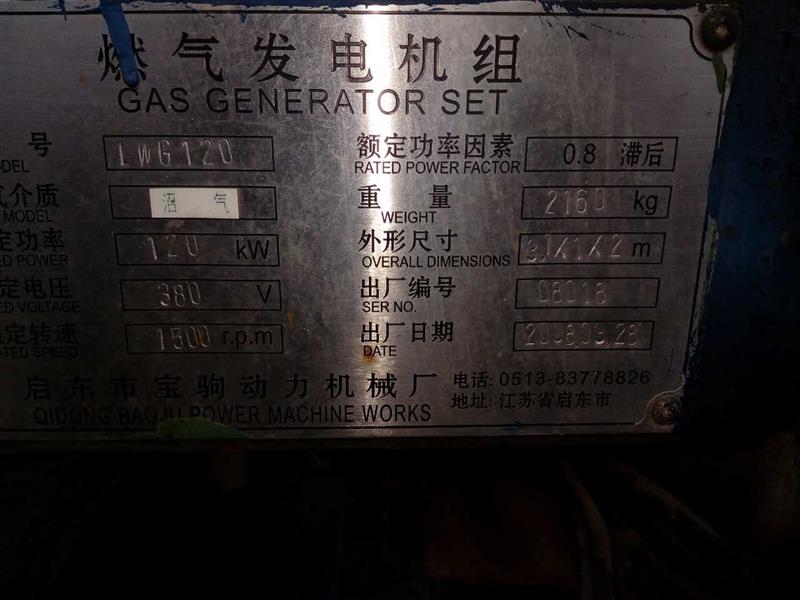 燃气发电机组
GAS GENERATOR SET
号 LWG120 额定功率因素 0.8 滞后
ODEL RATED POWER FACTOR
气介质 沼气 重量 2160 kg
MODEL WEIGHT
定功率 120 kW 外形尺寸 m
ED POWER OVERALL DIMENSIONS
定电压 380 V 出厂编号 08018
ED VOLTAGE SER NO.
定转速 1500 r.p.m 出厂日期 2008.03.28
ATED SPEED DATE
启东市宝驹动力机械厂 电话: 0513-83778826
QIDONG BAOJU POWER MACHINE WORKS 地址: 江苏省启东市